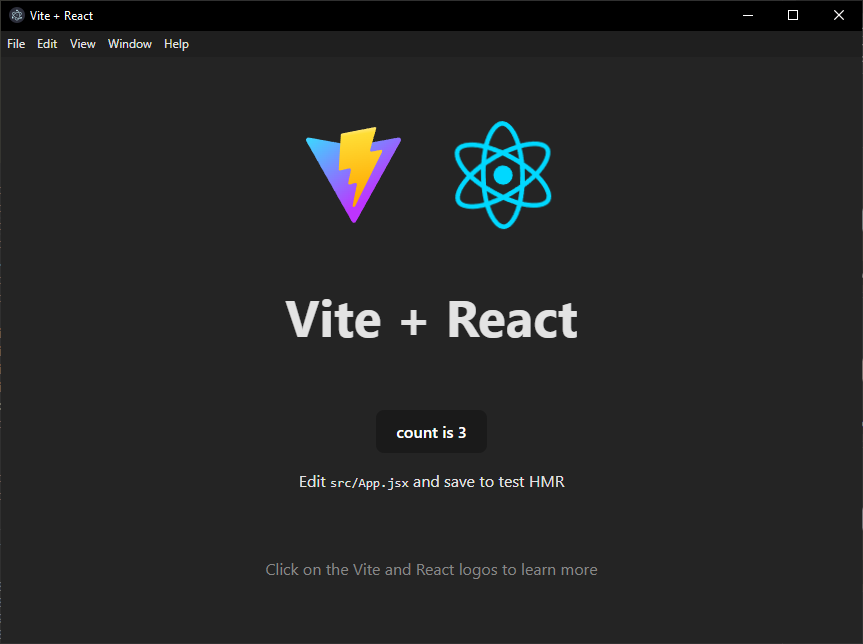 Vite + React
File Edit View Window Help
Vite + React
count is 3
Edit src/App.jsx and save to test HMR
Click on the Vite and React logos to learn more